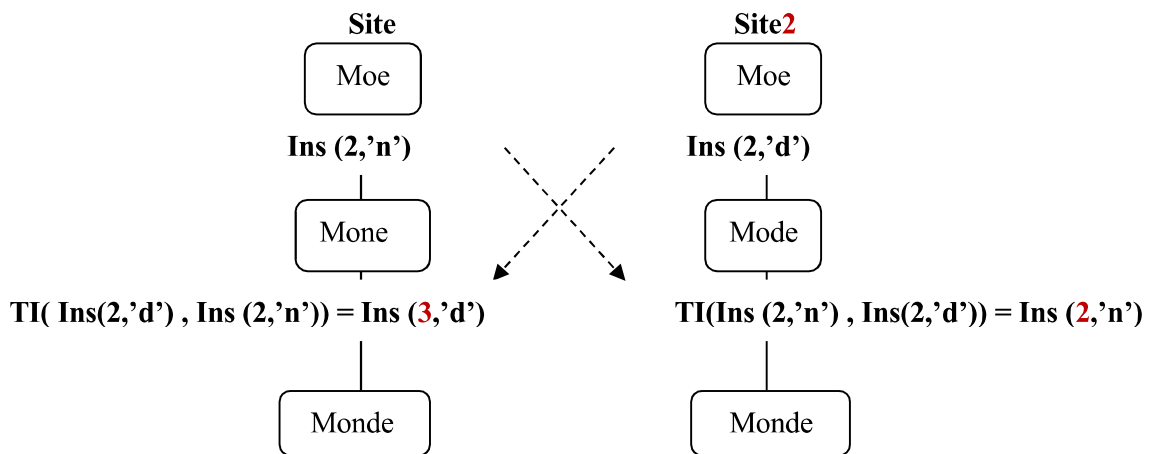 Site Site2
Moe Moe
Ins (2,’n’) Ins (2,’d’)
Mone Mode
TI( Ins(2,’d’) , Ins (2,’n’)) = Ins (3,’d’) TI(Ins (2,’n’) , Ins(2,’d’)) = Ins (2,’n’)
Monde Monde